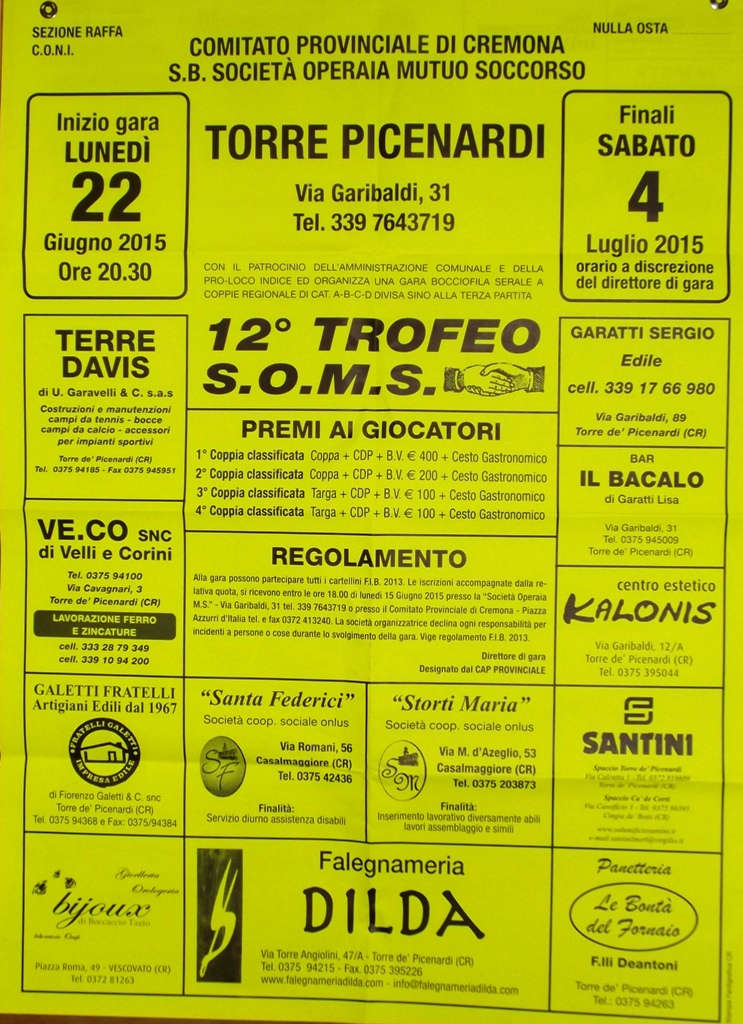 SEZIONE RAFFA
C.O.N.I.
NULLA OSTA
COMITATO PROVINCIALE DI CREMONA
S.B. SOCIETÀ OPERAIA MUTUO SOCCORSO
Inizio gara
LUNEDÌ
22
Giugno 2015
Ore 20.30
TORRE PICENARDI
Via Garibaldi, 31
Tel. 339 7643719
Finali
SABATO
4
Luglio 2015
orario a discrezione
del direttore di gara
CON IL PATROCINIO DELL'AMMINISTRAZIONE COMUNALE E DELLA
PRO-LOCO INDICE ED ORGANIZZA UNA GARA BOCCIOFILA SERALE A
COPPIE REGIONALE DI CAT. A-B-C-D DIVISA SINO ALLA TERZA PARTITA
12° TROFEO
S.O.M.S.
TERRE
DAVIS
di U. Garavelli & C. s.a.s
Costruzioni e manutenzioni
campi da tennis - bocce
campi da calcio - accessori
per impianti sportivi
Torre de' Picenardi (CR)
Tel. 0375 94185 - Fax 0375 945951
GARATTI SERGIO
Edile
cell. 339 17 66 980
Via Garibaldi, 89
Torre de' Picenardi (CR)
PREMI AI GIOCATORI
1° Coppia classificata Coppa + CDP + B.V. € 400 + Cesto Gastronomico
2° Coppia classificata Coppa + CDP + B.V. € 200 + Cesto Gastronomico
3° Coppia classificata Targa + CDP + B.V. € 100 + Cesto Gastronomico
4° Coppia classificata Targa + CDP + B.V. € 100 + Cesto Gastronomico
BAR
IL BACALO
di Garatti Lisa
Via Garibaldi, 31
Tel. 0375 945009
Torre de' Picenardi (CR)
VE.CO SNC
di Velli e Corini
Tel. 0375 94100
Via Cavagnari, 3
Torre de' Picenardi (CR)
LAVORAZIONE FERRO
E ZINCATURE
cell. 333 28 79 349
cell. 339 10 94 200
REGOLAMENTO
Alla gara possono partecipare tutti i cartellini F.I.B. 2013. Le iscrizioni accompagnate dalla re-
lativa quota, si ricevono entro le ore 18.00 di lunedì 15 Giugno 2015 presso la "Società Operaia
M.S." - Via Garibaldi, 31 tel. 339 7643719 o presso il Comitato Provinciale di Cremona - Piazza
Azzurri d'Italia tel. e fax 0372 413240. La società organizzatrice declina ogni responsabilità per
incidenti a persone o cose durante lo svolgimento della gara. Vige regolamento F.I.B. 2013.
Direttore di gara
Designato dal CAP PROVINCIALE
centro estetico
KALONIS
Via Garibaldi, 12/A
Torre de' Picenardi (CR)
Tel. 0375 395044
GALETTI FRATELLI
Artigiani Edili dal 1967
FRATELLI GALETTI
IMPRESA EDILE
di Fiorenzo Galetti & C. snc
Torre de' Picenardi (CR)
Tel. 0375 94368 e Fax: 0375/94384
"Santa Federici"
Società coop. sociale onlus
SF
Via Romani, 56
Casalmaggiore (CR)
Tel. 0375 42436
Finalità:
Servizio diurno assistenza disabili
"Storti Maria"
Società coop. sociale onlus
SM
Via M. d'Azeglio, 53
Casalmaggiore (CR)
Tel. 0375 203873
Finalità:
Inserimento lavorativo diversamente abili
lavori assemblaggio e simili
SANTINI
Spaccio Torre de' Picenardi
Torre de' Picenardi (CR)
Spaccio Ca' de Corti
Gioielleria
Orologeria
bijoux
di Boccaccio Tazio
Piazza Roma, 49 - VESCOVATO (CR)
Tel. 0372 81263
Falegnameria
DILDA
Via Torre Angiolini, 47/A - Torre de' Picenardi (CR)
Tel. 0375 94215 - Fax. 0375 395226
www.falegnameriadilda.com - info@falegnameriadilda.com
Panetteria
Le Bontà
del Fornaio
F.lli Deantoni
Torre de' Picenardi (CR)
Tel.: 0375 94263